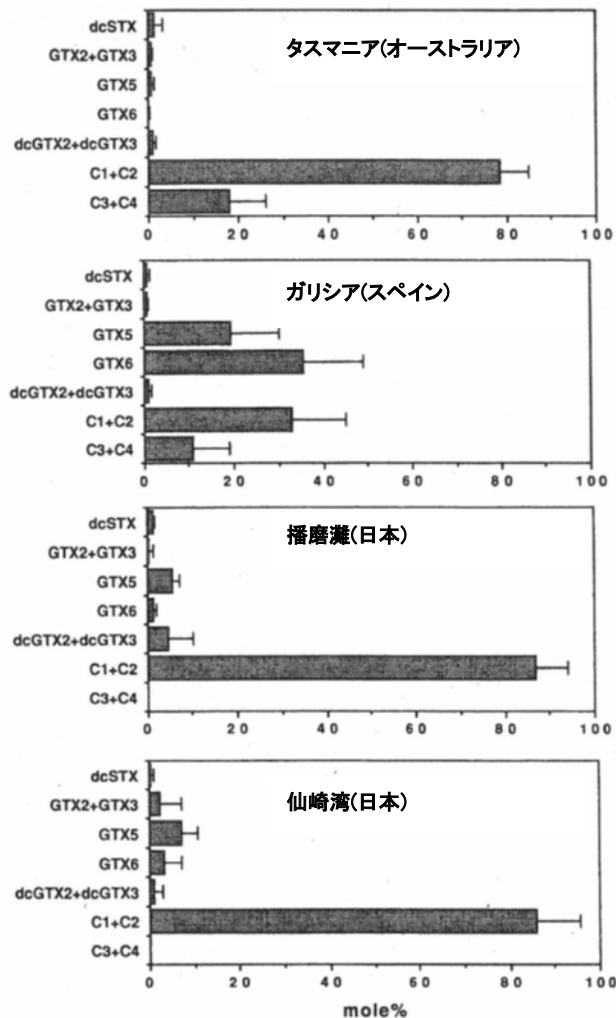 タスマニア(オーストラリア)
dcSTX
GTX2+GTX3
GTX5
GTX6
dcGTX2+dcGTX3
C1+C2
C3+C4
0 20 40 60 80 100
ガリシア(スペイン)
dcSTX
GTX2+GTX3
GTX5
GTX6
dcGTX2+dcGTX3
C1+C2
C3+C4
0 20 40 60 80 100
播磨灘(日本)
dcSTX
GTX2+GTX3
GTX5
GTX6
dcGTX2+dcGTX3
C1+C2
C3+C4
0 20 40 60 80 100
仙崎湾(日本)
dcSTX
GTX2+GTX3
GTX5
GTX6
dcGTX2+dcGTX3
C1+C2
C3+C4
0 20 40 60 80 100
mole%